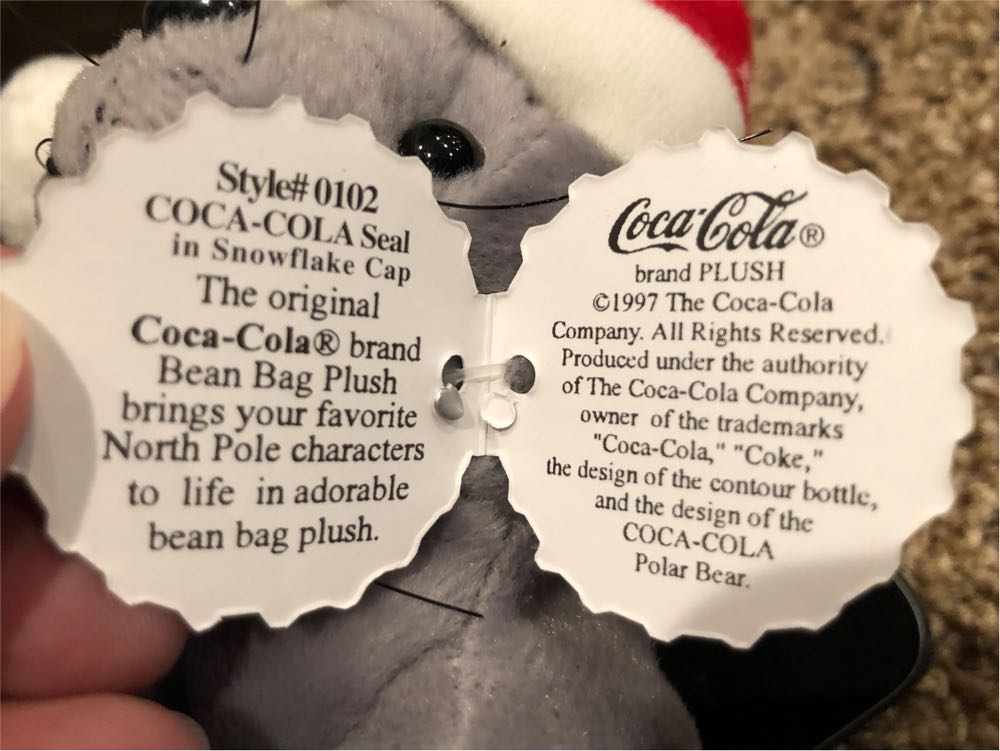 Style# 0102
COCA-COLA Seal
in Snowflake Cap
The original
Coca-Cola® brand
Bean Bag Plush
brings your favorite
North Pole characters
to life in adorable
bean bag plush.
Coca-Cola®
brand PLUSH
©1997 The Coca-Cola
Company. All Rights Reserved.
Produced under the authority
of The Coca-Cola Company,
owner of the trademarks
"Coca-Cola," "Coke,"
the design of the contour bottle,
and the design of the
COCA-COLA
Polar Bear.